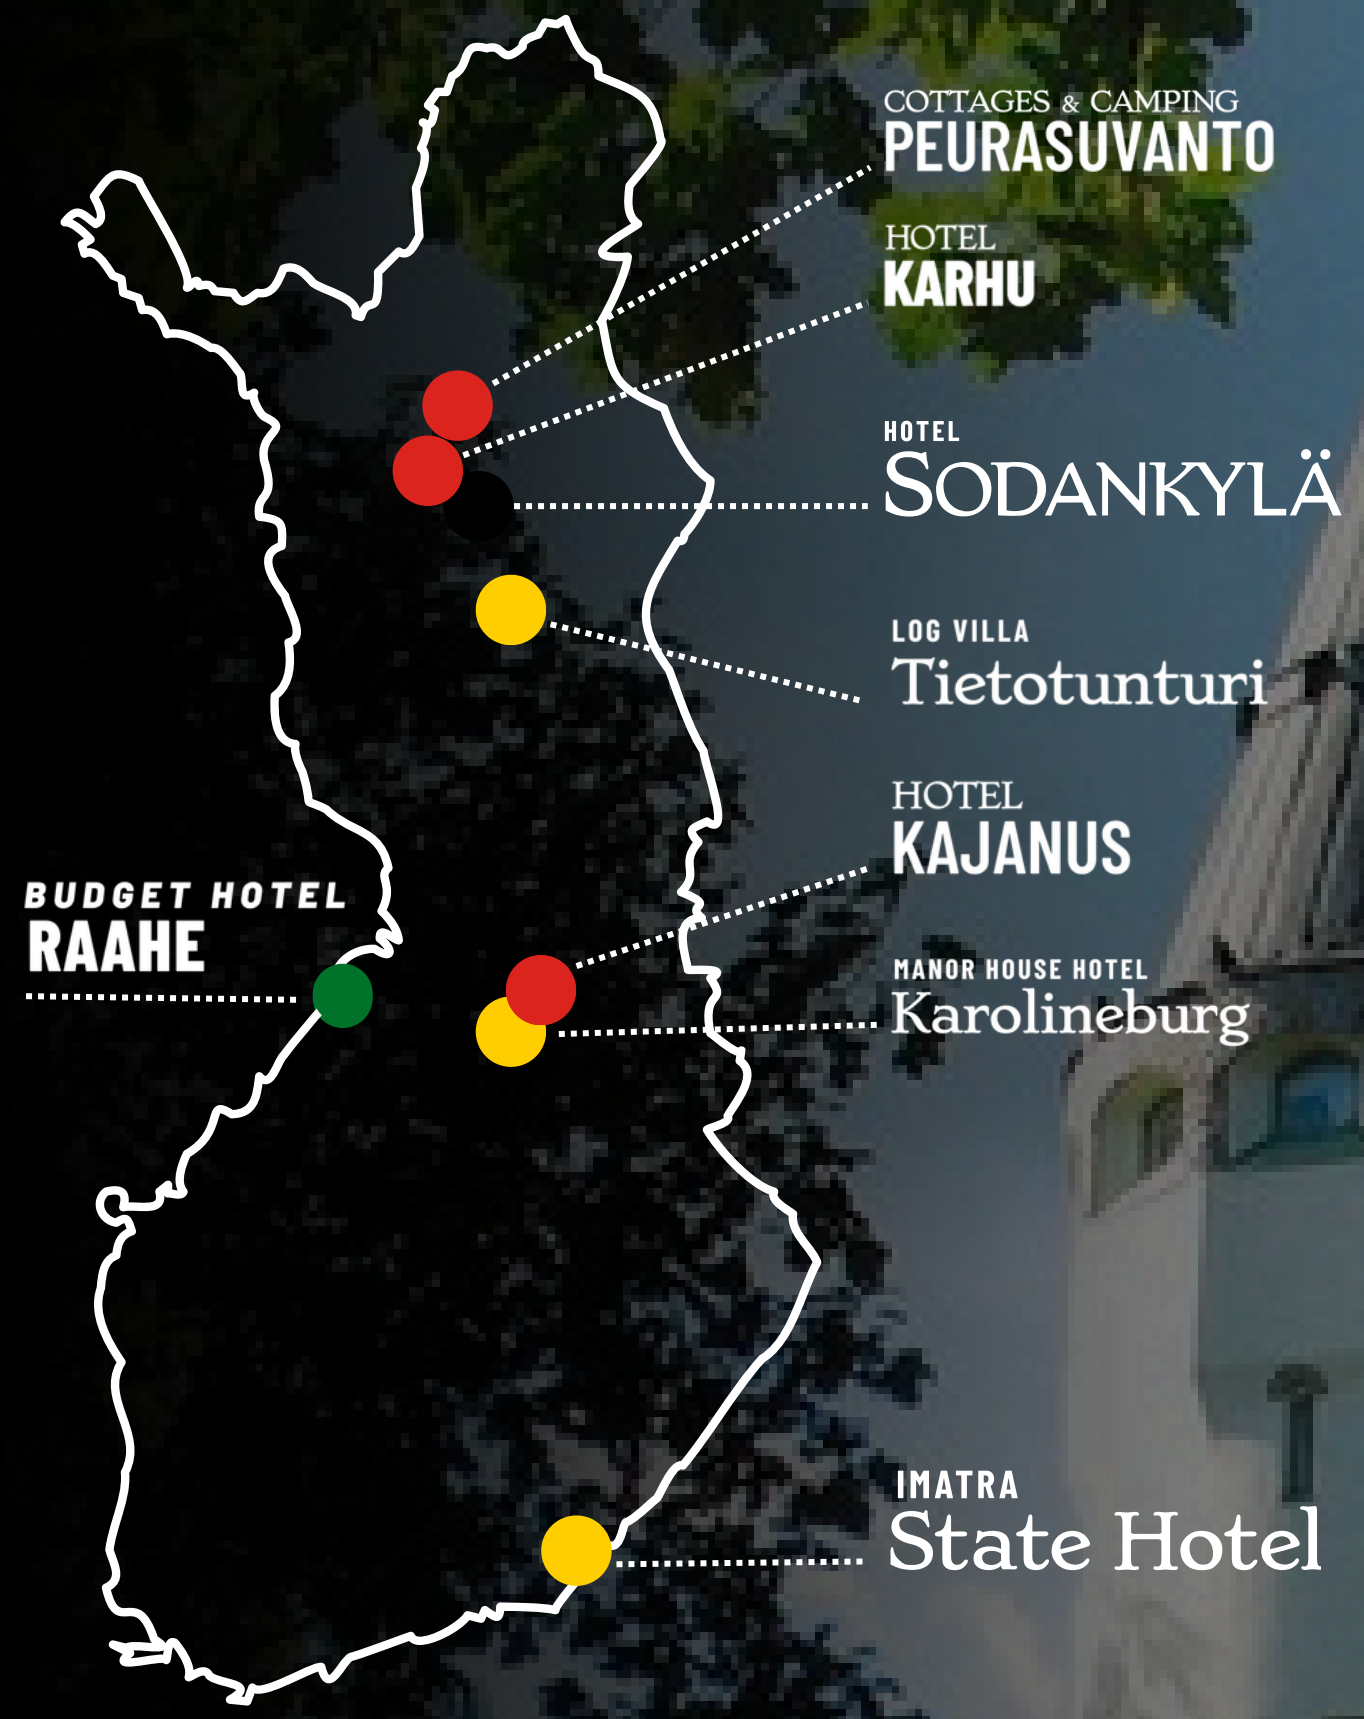 COTTAGES & CAMPING
PEURASUVANTO
HOTEL
KARHU
HOTEL
SODANKYLÄ
LOG VILLA
Tietotunturi
HOTEL
KAJANUS
BUDGET HOTEL
RAAHE
MANOR HOUSE HOTEL
Karolineburg
IMATRA
State Hotel